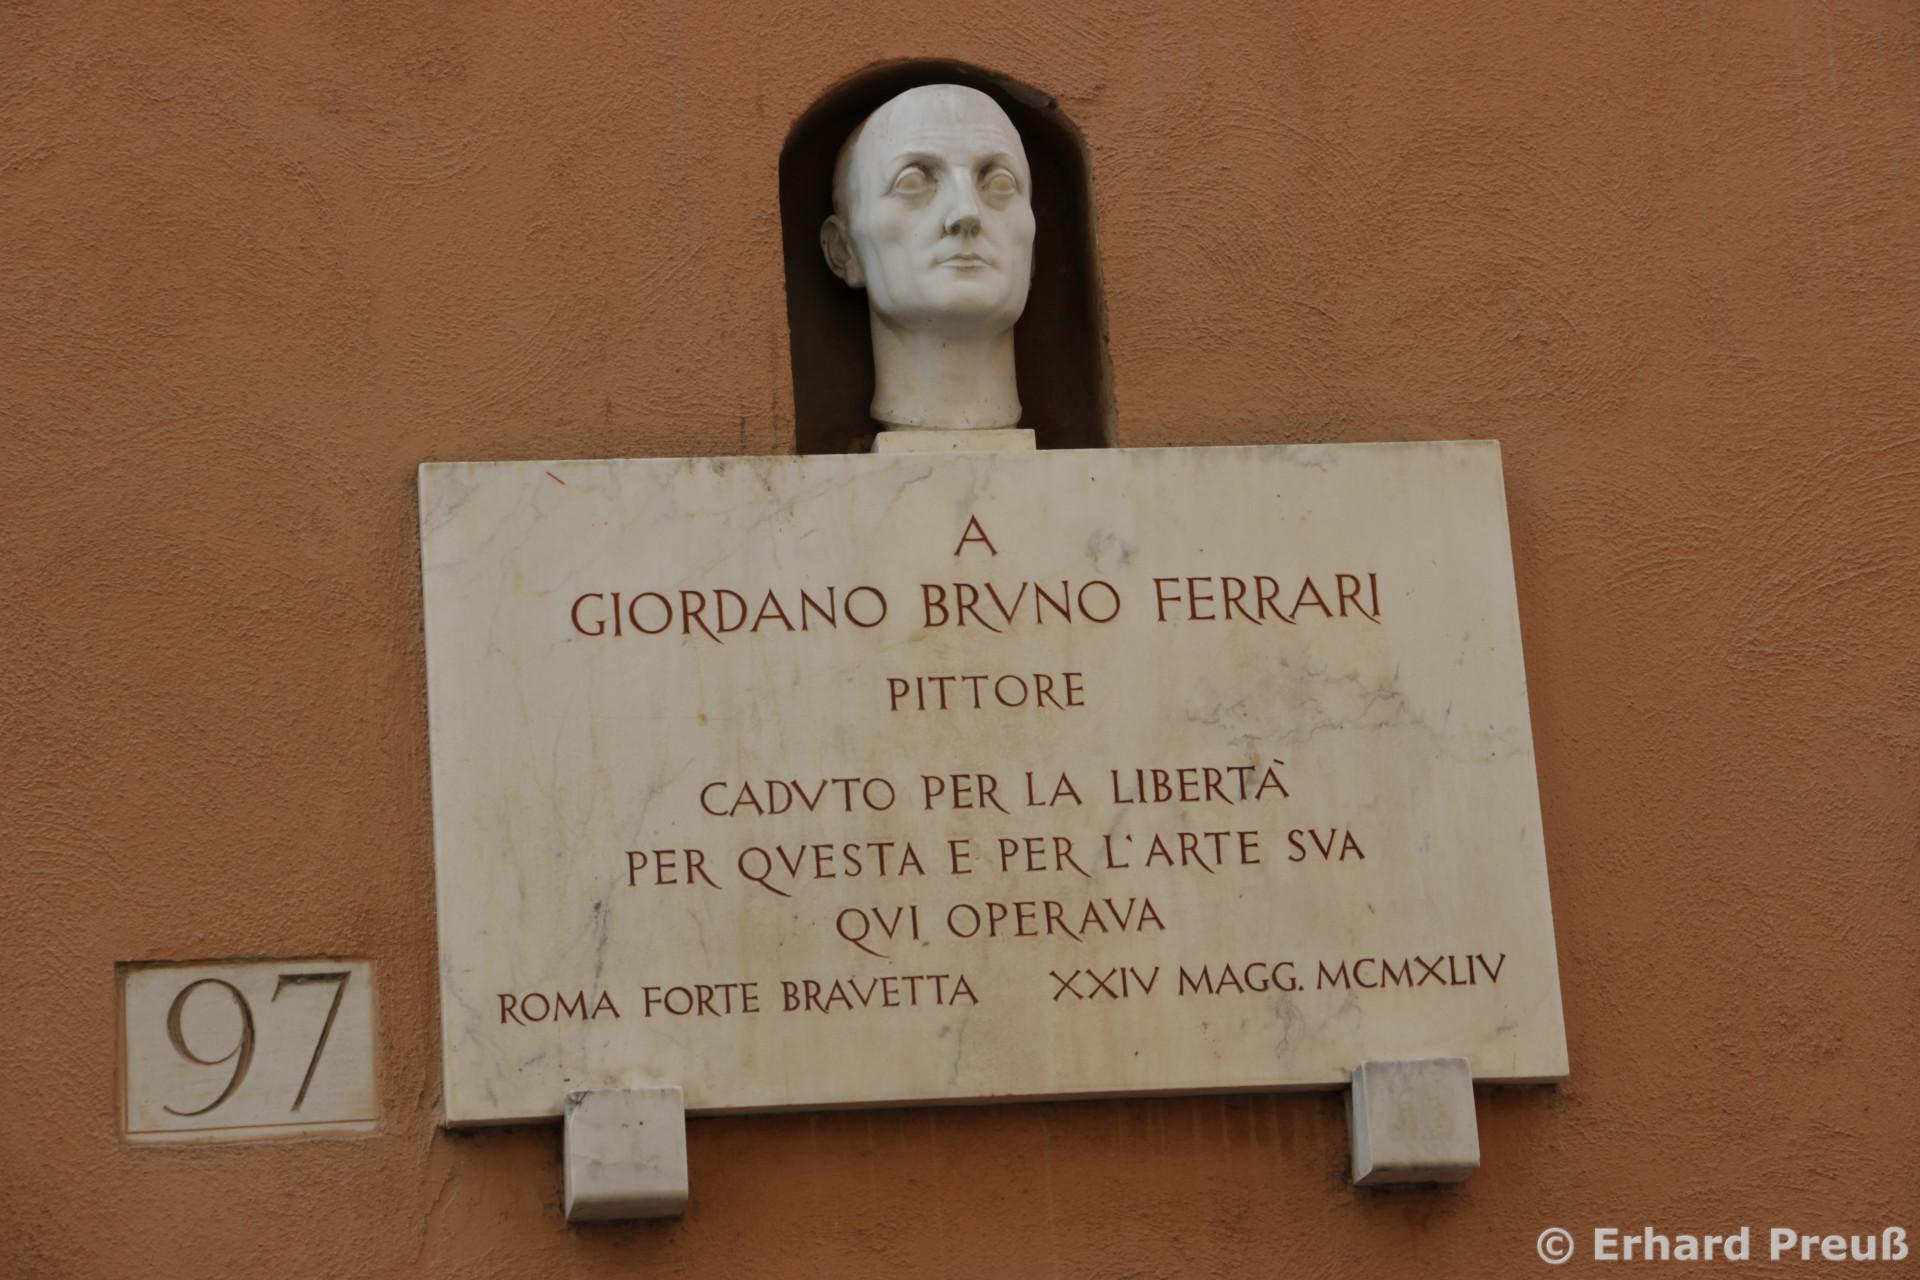 A
GIORDANO BRVNO FERRARI
PITTORE
CADVTO PER LA LIBERTÀ
PER QVESTA E PER L'ARTE SVA
QVI OPERAVA
ROMA FORTE BRAVETTA XXIV MAGG. MCMXLIV
97
© Erhard Preuß